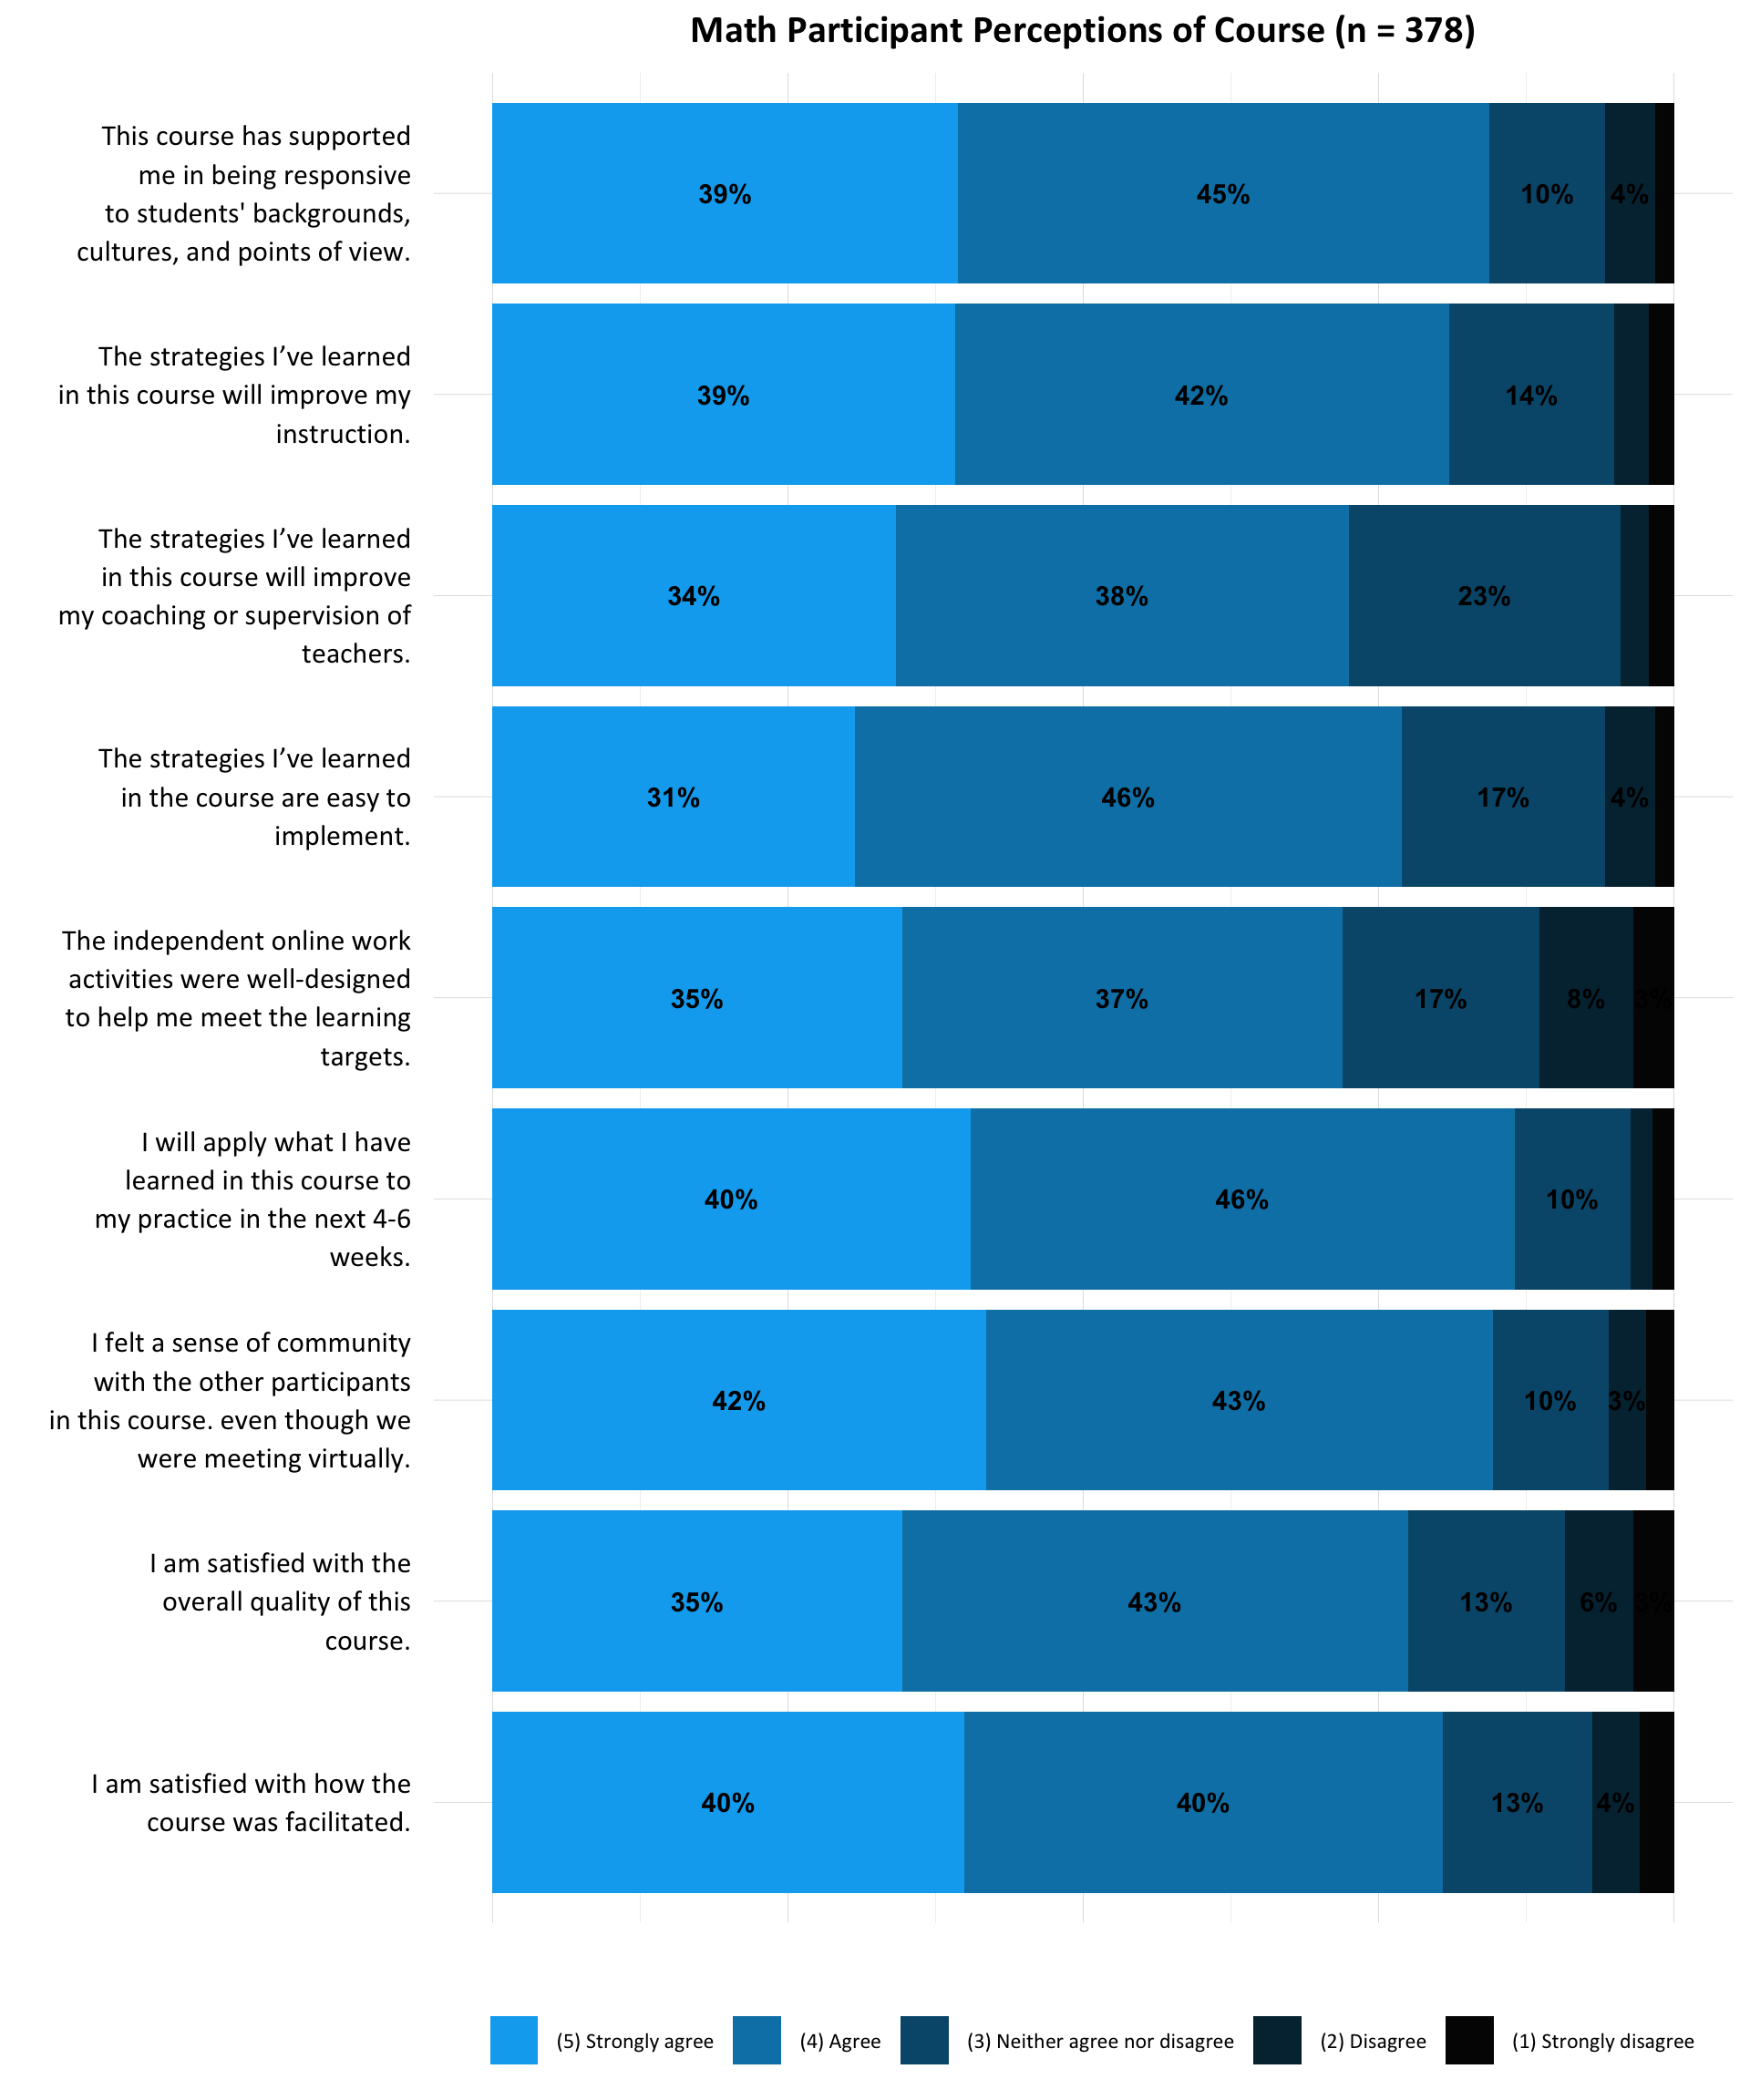 Math Participant Perceptions of Course (n = 378)
This course has supported
me in being responsive
to students' backgrounds,
cultures, and points of view.
39% 45% 10% 4%
The strategies I’ve learned
in this course will improve my
instruction.
39% 42% 14%
The strategies I’ve learned
in this course will improve
my coaching or supervision of
teachers.
34% 38% 23%
The strategies I’ve learned
in the course are easy to
implement.
31% 46% 17% 4%
The independent online work
activities were well-designed
to help me meet the learning
targets.
35% 37% 17% 8% 3%
I will apply what I have
learned in this course to
my practice in the next 4-6
weeks.
40% 46% 10%
I felt a sense of community
with the other participants
in this course. even though we
were meeting virtually.
42% 43% 10% 3%
I am satisfied with the
overall quality of this
course.
35% 43% 13% 6% 3%
I am satisfied with how the
course was facilitated.
40% 40% 13% 4%
(5) Strongly agree (4) Agree (3) Neither agree nor disagree (2) Disagree (1) Strongly disagree